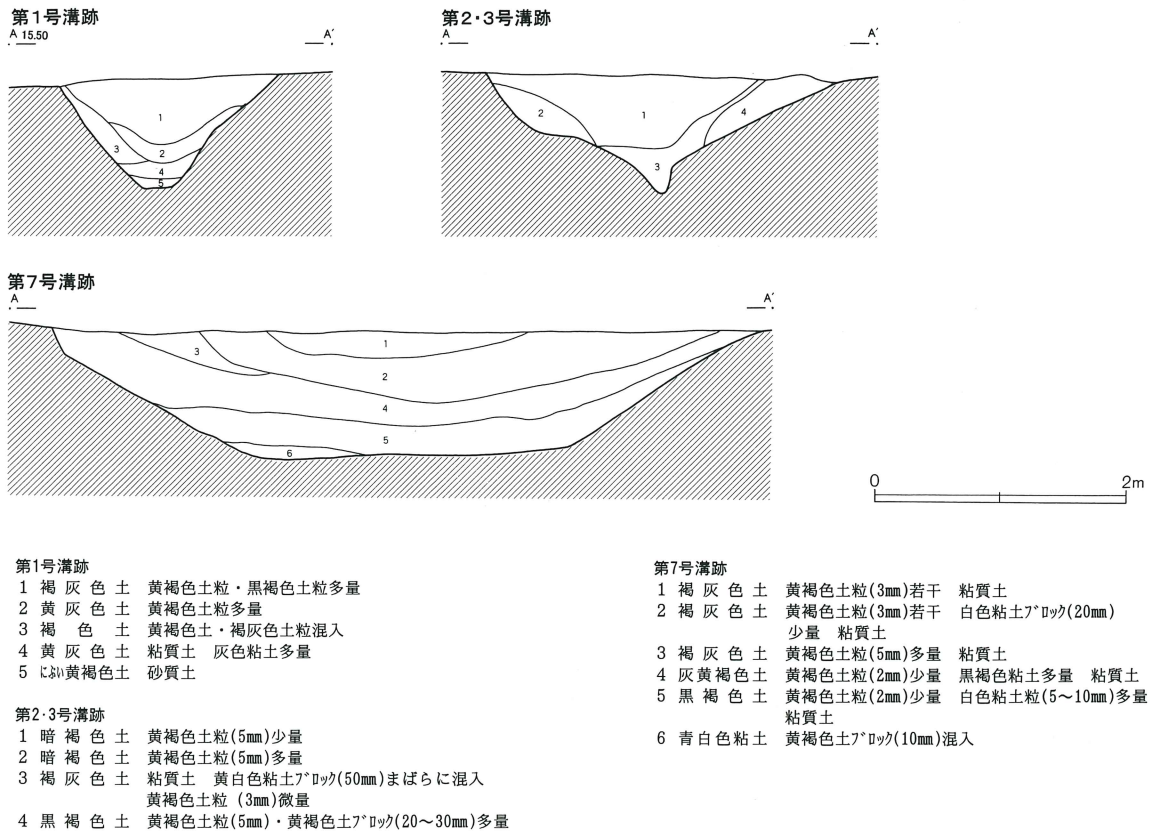 第1号溝跡
A 15.50 A′
1
2
3
4
5
第2・3号溝跡
A A′
1
2
3
4
第7号溝跡
A A′
1
2
3
4
5
6
0 2m
第1号溝跡
1 褐灰色土 黄褐色土粒・黒褐色土粒多量
2 黄灰色土 黄褐色土粒多量
3 褐色土 黄褐色土・褐灰色土粒混入
4 黄灰色土 粘質土 灰色粘土多量
5 にぶい黄褐色土 砂質土
第2・3号溝跡
1 暗褐色土 黄褐色土粒(5㎜)少量
2 暗褐色土 黄褐色土粒(5㎜)多量
3 褐灰色土 粘質土 黄白色粘土ブロック(50㎜)まばらに混入
黄褐色土粒 (3㎜)微量
4 黒褐色土 黄褐色土粒(5㎜)・黄褐色土ブロック(20～30㎜)多量
第7号溝跡
1 褐灰色土 黄褐色土粒(3㎜)若干 粘質土
2 褐灰色土 黄褐色土粒(3㎜)若干 白色粘土ブロック(20㎜)
少量 粘質土
3 褐灰色土 黄褐色土粒(5㎜)多量 粘質土
4 灰黄褐色土 黄褐色土粒(2㎜)少量 黒褐色粘土多量 粘質土
5 黒褐色土 黄褐色土粒(2㎜)少量 白色粘土粒(5～10㎜)多量
粘質土
6 青白色粘土 黄褐色土ブロック(10㎜)混入